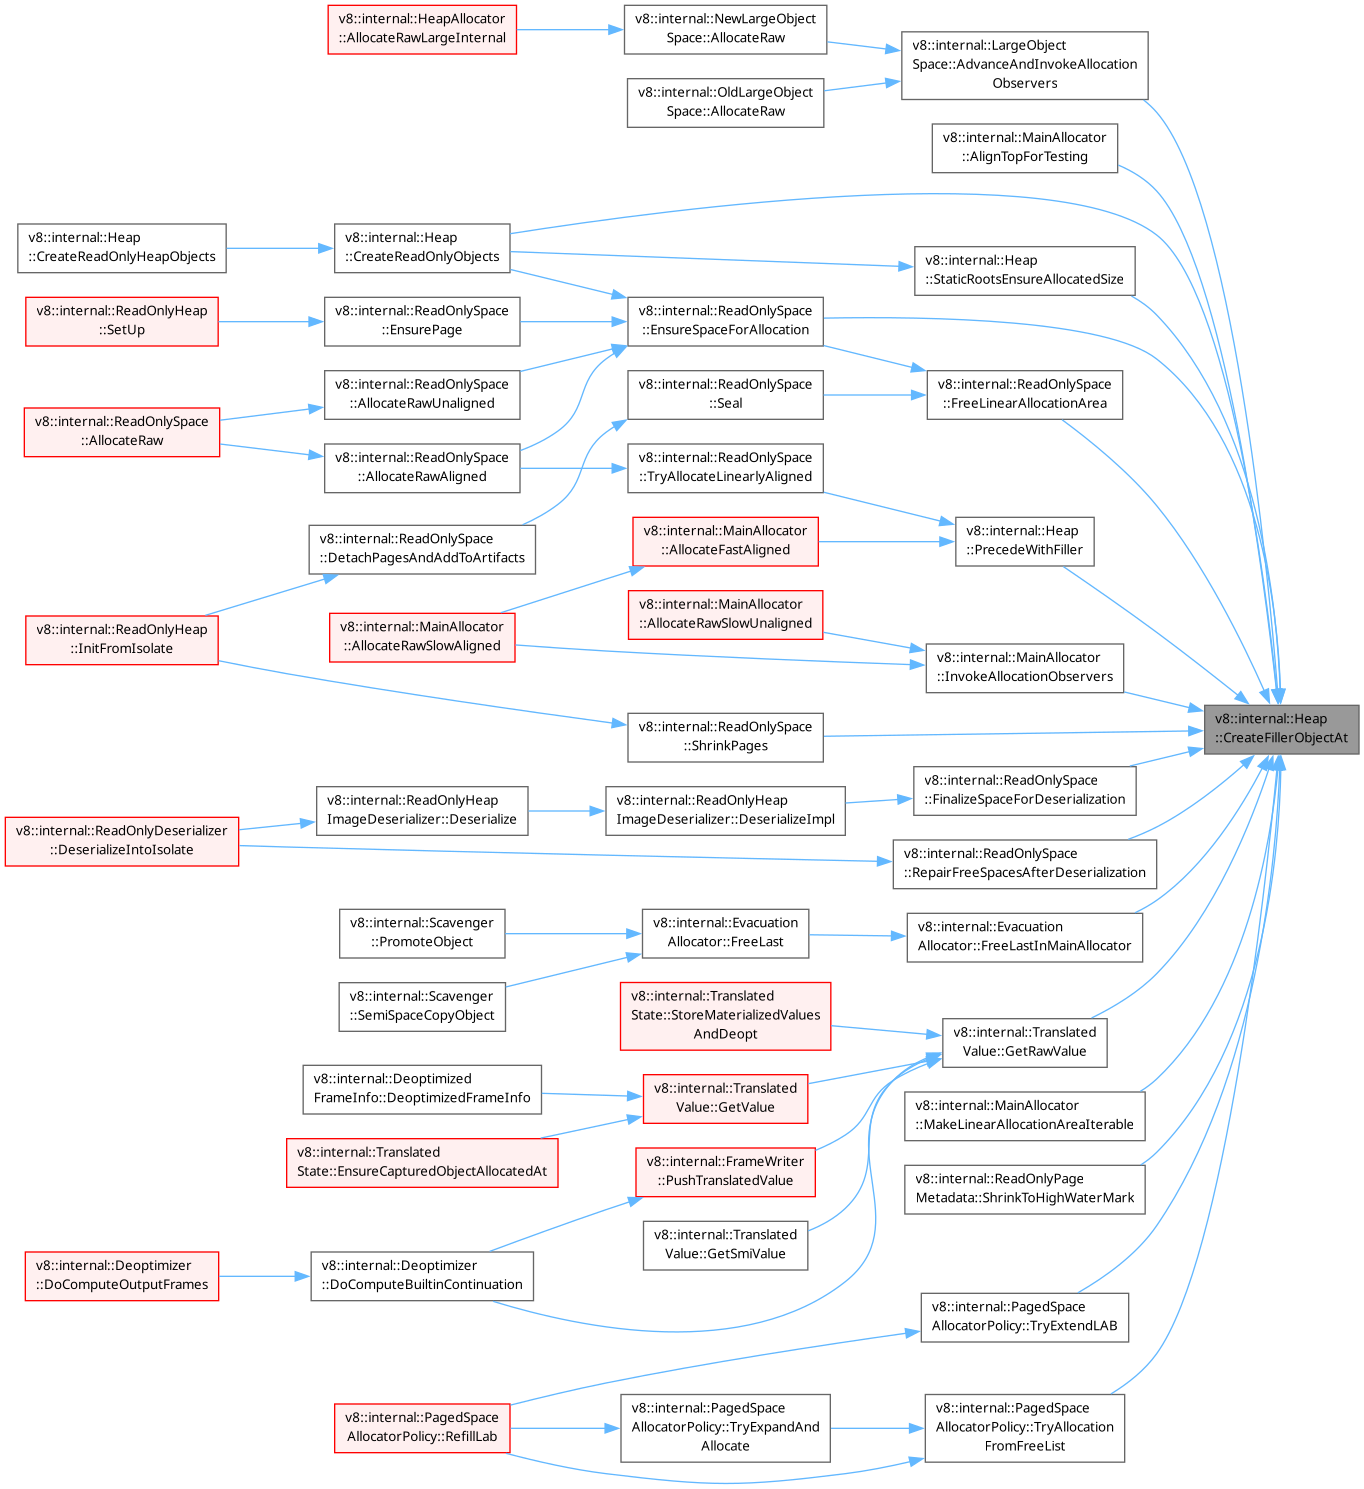 v8::internal::HeapAllocator
::AllocateRawLargeInternal
v8::internal::NewLargeObject
Space::AllocateRaw
v8::internal::LargeObject
Space::AdvanceAndInvokeAllocation
Observers
v8::internal::OldLargeObject
Space::AllocateRaw
v8::internal::MainAllocator
::AlignTopForTesting
v8::internal::Heap
::CreateReadOnlyHeapObjects
v8::internal::Heap
::CreateReadOnlyObjects
v8::internal::Heap
::StaticRootsEnsureAllocatedSize
v8::internal::ReadOnlyHeap
::SetUp
v8::internal::ReadOnlySpace
::EnsurePage
v8::internal::ReadOnlySpace
::EnsureSpaceForAllocation
v8::internal::ReadOnlySpace
::AllocateRawUnaligned
v8::internal::ReadOnlySpace
::Seal
v8::internal::ReadOnlySpace
::FreeLinearAllocationArea
v8::internal::ReadOnlySpace
::AllocateRaw
v8::internal::ReadOnlySpace
::AllocateRawAligned
v8::internal::ReadOnlySpace
::TryAllocateLinearlyAligned
v8::internal::ReadOnlySpace
::DetachPagesAndAddToArtifacts
v8::internal::MainAllocator
::AllocateFastAligned
v8::internal::Heap
::PrecedeWithFiller
v8::internal::ReadOnlyHeap
::InitFromIsolate
v8::internal::MainAllocator
::AllocateRawSlowAligned
v8::internal::MainAllocator
::AllocateRawSlowUnaligned
v8::internal::MainAllocator
::InvokeAllocationObservers
v8::internal::ReadOnlySpace
::ShrinkPages
v8::internal::Heap
::CreateFillerObjectAt
v8::internal::ReadOnlyDeserializer
::DeserializeIntoIsolate
v8::internal::ReadOnlyHeap
ImageDeserializer::Deserialize
v8::internal::ReadOnlyHeap
ImageDeserializer::DeserializeImpl
v8::internal::ReadOnlySpace
::FinalizeSpaceForDeserialization
v8::internal::ReadOnlySpace
::RepairFreeSpacesAfterDeserialization
v8::internal::Scavenger
::PromoteObject
v8::internal::Evacuation
Allocator::FreeLast
v8::internal::Evacuation
Allocator::FreeLastInMainAllocator
v8::internal::Scavenger
::SemiSpaceCopyObject
v8::internal::Translated
State::StoreMaterializedValues
AndDeopt
v8::internal::Translated
Value::GetRawValue
v8::internal::Deoptimized
FrameInfo::DeoptimizedFrameInfo
v8::internal::Translated
Value::GetValue
v8::internal::MainAllocator
::MakeLinearAllocationAreaIterable
v8::internal::Translated
State::EnsureCapturedObjectAllocatedAt
v8::internal::FrameWriter
::PushTranslatedValue
v8::internal::ReadOnlyPage
Metadata::ShrinkToHighWaterMark
v8::internal::Translated
Value::GetSmiValue
v8::internal::Deoptimizer
::DoComputeOutputFrames
v8::internal::Deoptimizer
::DoComputeBuiltinContinuation
v8::internal::PagedSpace
AllocatorPolicy::TryExtendLAB
v8::internal::PagedSpace
AllocatorPolicy::RefillLab
v8::internal::PagedSpace
AllocatorPolicy::TryExpandAnd
Allocate
v8::internal::PagedSpace
AllocatorPolicy::TryAllocation
FromFreeList